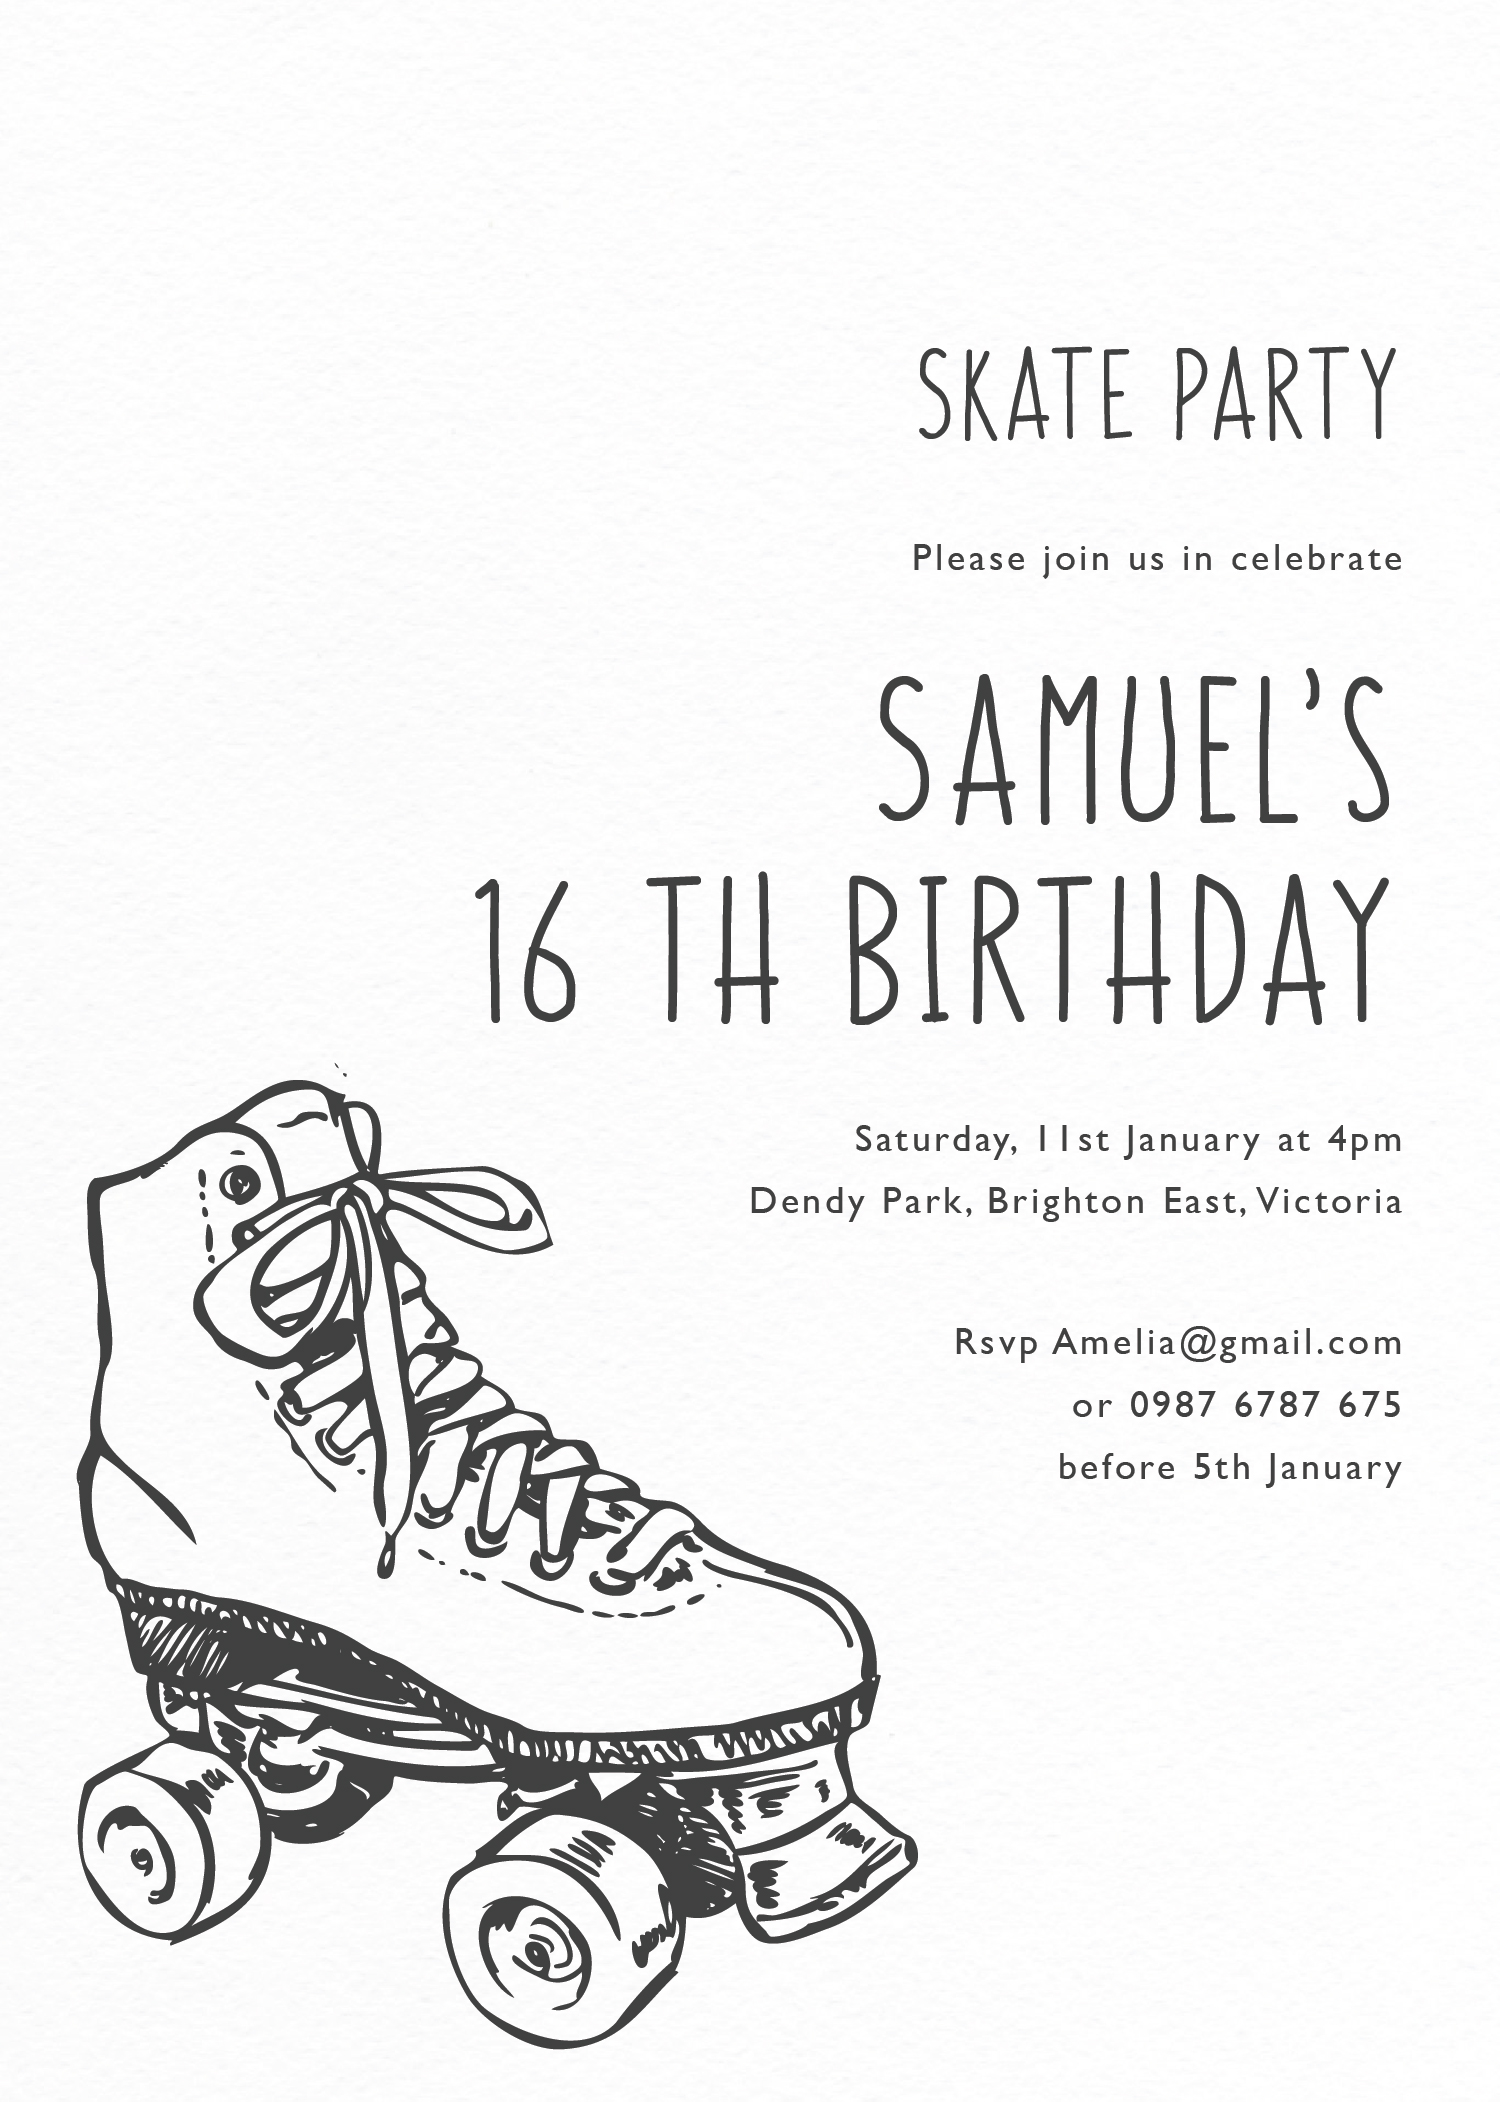 SKATE PARTY
Please join us in celebrate
SAMUEL'S
16 TH BIRTHDAY
Saturday, 11st January at 4pm
Dendy Park, Brighton East, Victoria
Rsvp Amelia@gmail.com
or 0987 6787 675
before 5th January